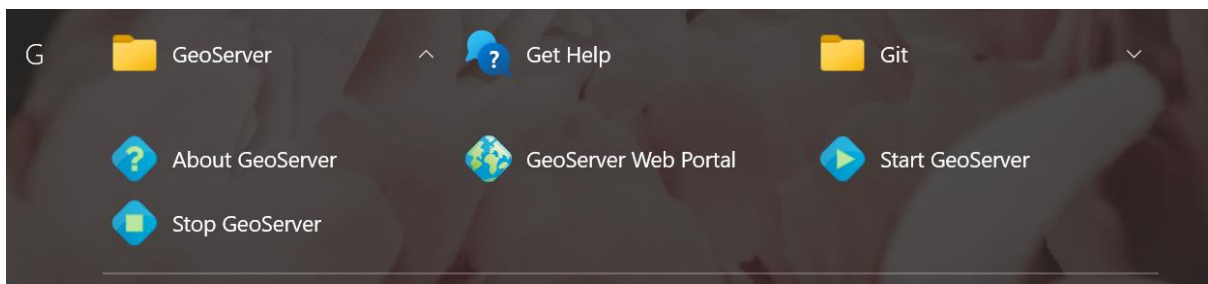 G GeoServer Get Help Git
About GeoServer GeoServer Web Portal Start GeoServer
Stop GeoServer